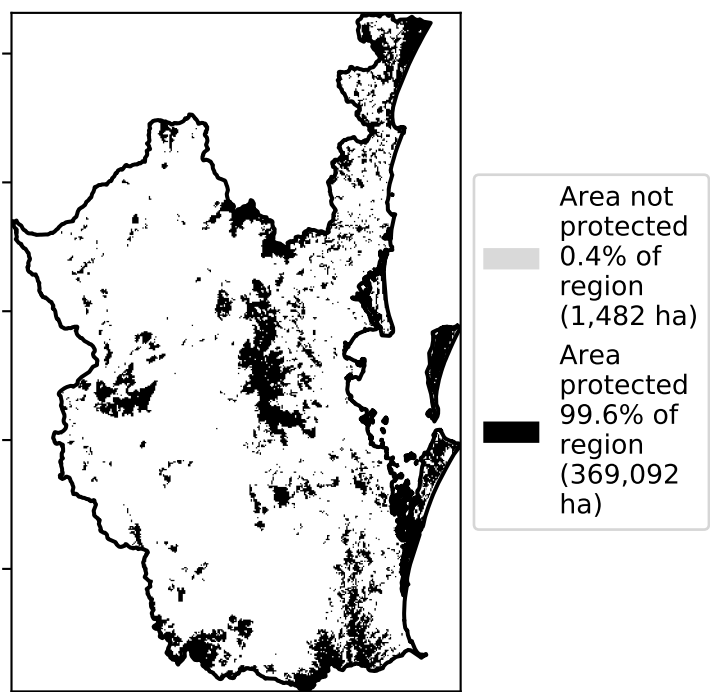 Area not
protected
0.4% of
region
(1,482 ha)
Area
protected
99.6% of
region
(369,092
ha)